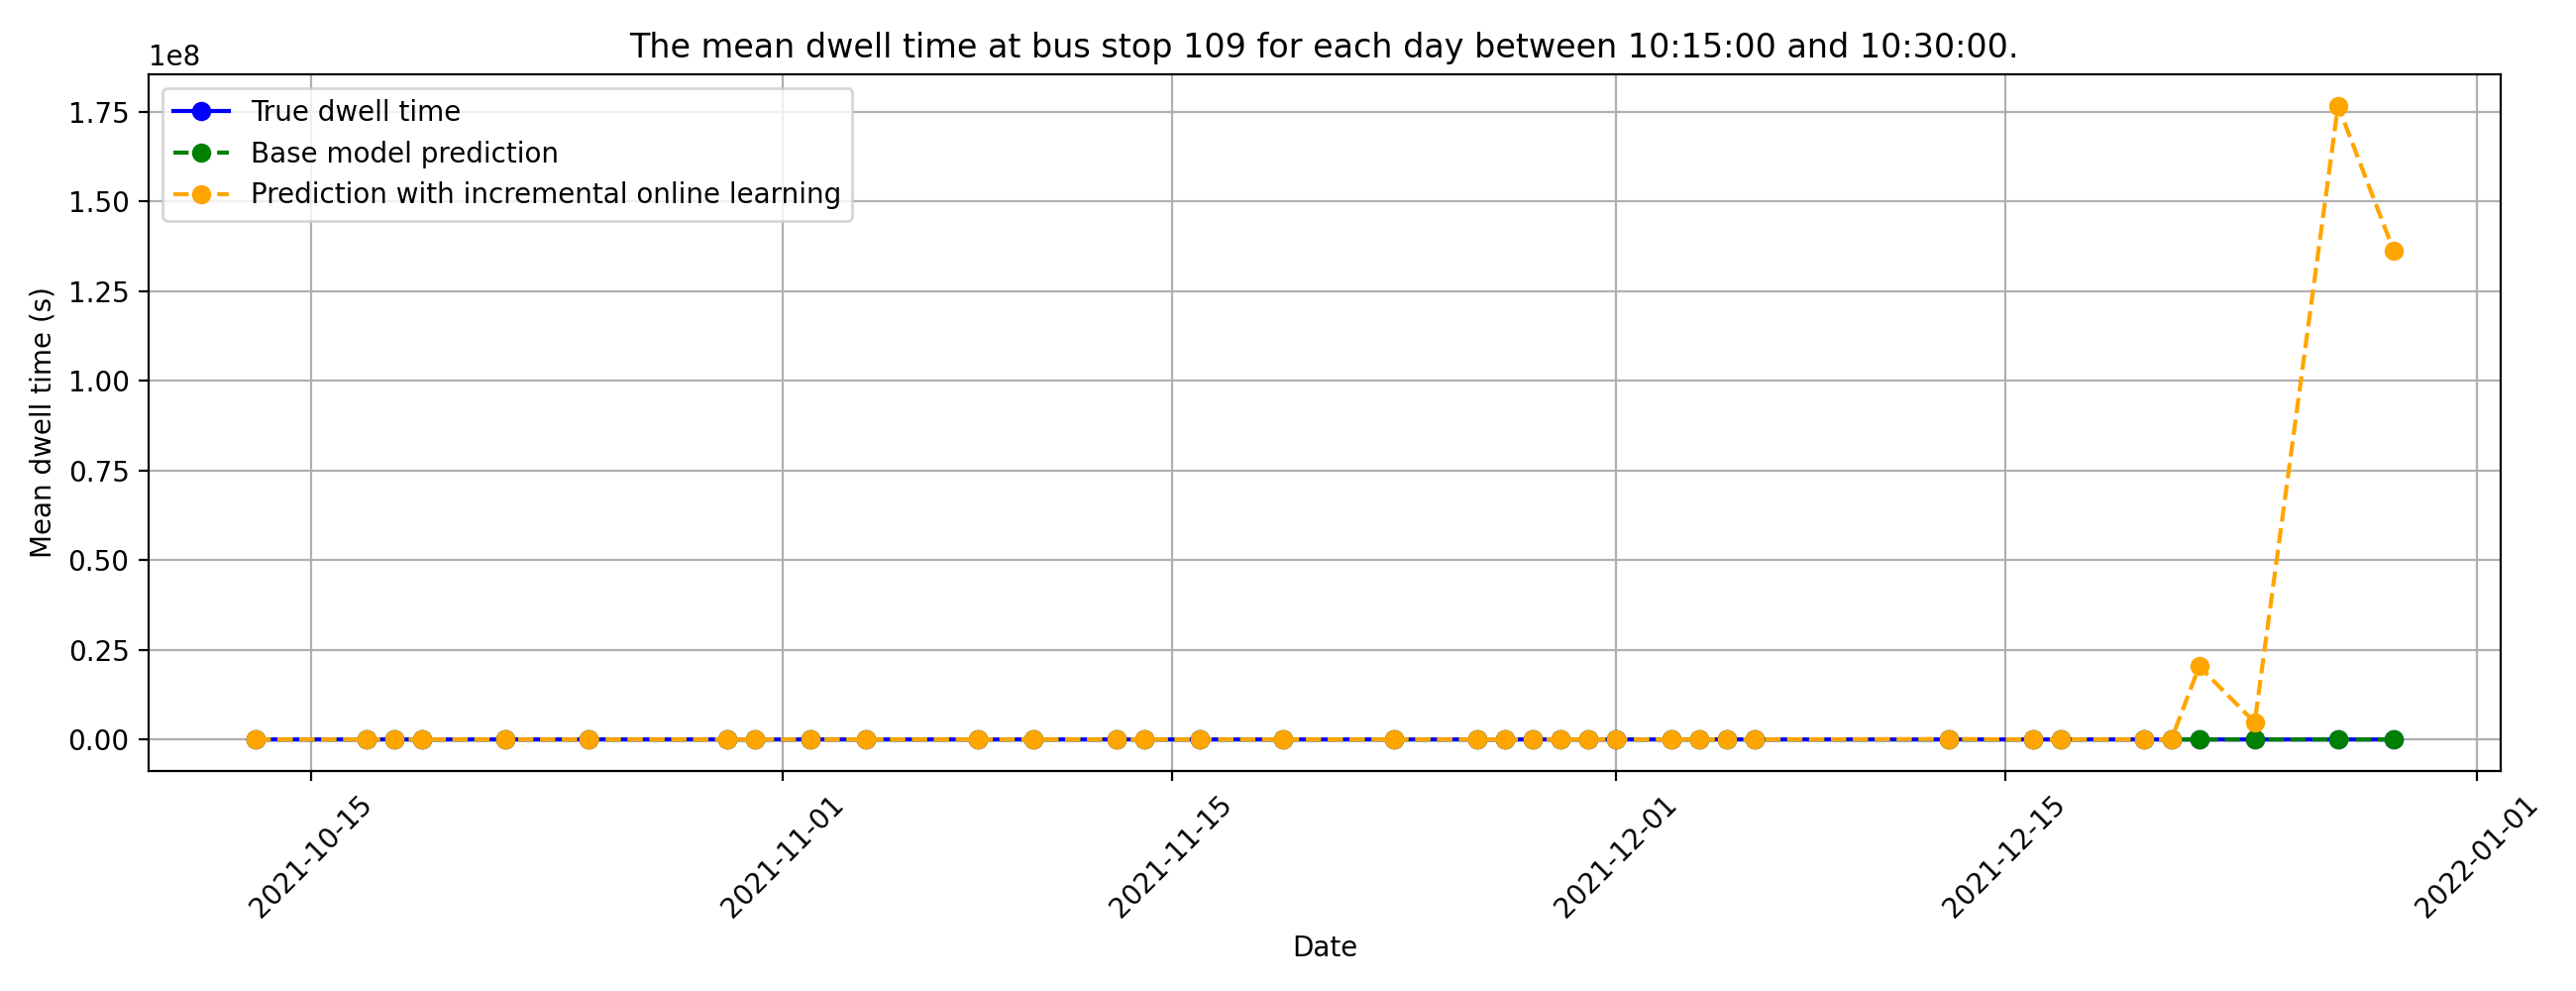 The mean dwell time at bus stop 109 for each day between 10:15:00 and 10:30:00.
1e8
True dwell time
Base model prediction
Prediction with incremental online learning
1.75
1.50
1.25
1.00
0.75
0.50
0.25
0.00
Mean dwell time (s)
2021-10-15
2021-11-01
2021-11-15
2021-12-01
2021-12-15
2022-01-01
Date